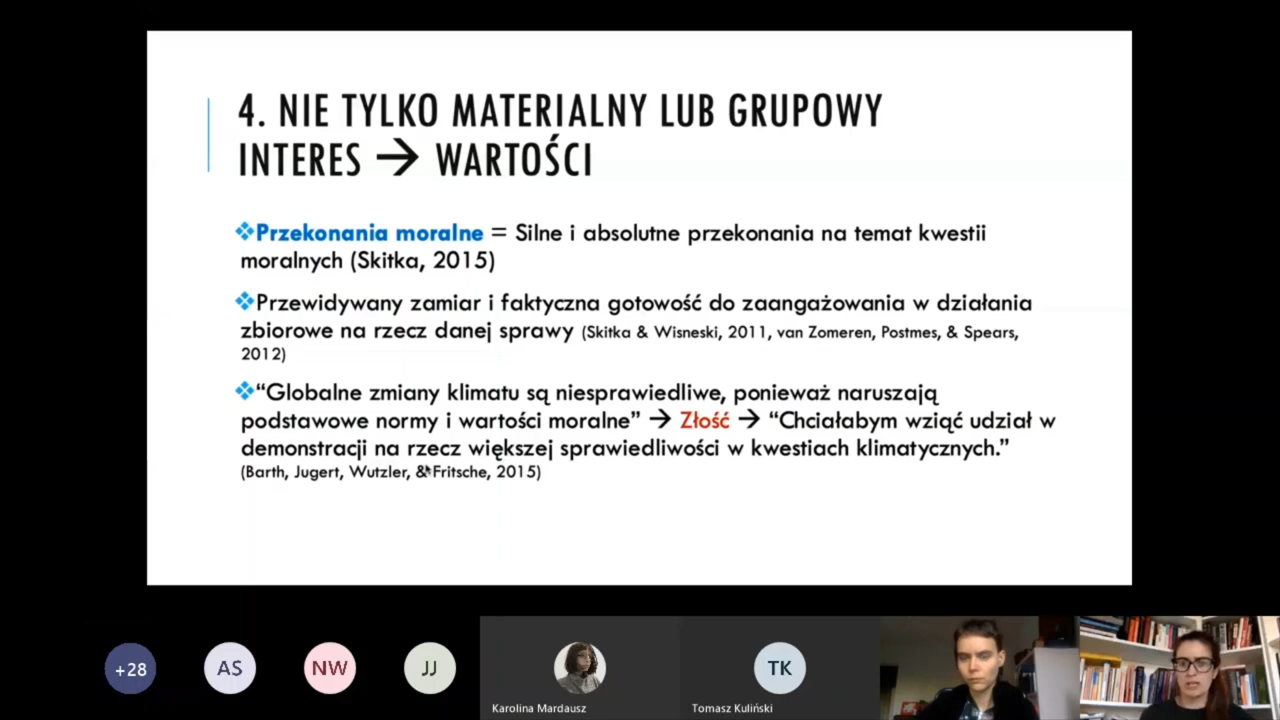 4. NIE TYLKO MATERIALNY LUB GRUPOWY
INTERES → WARTOŚCI
❖Przekonania moralne = Silne i absolutne przekonania na temat kwestii
moralnych (Skitka, 2015)
❖Przewidywany zamiar i faktyczna gotowość do zaangażowania w działania
zbiorowe na rzecz danej sprawy (Skitka & Wisneski, 2011, van Zomeren, Postmes, & Spears,
2012)
❖“Globalne zmiany klimatu są niesprawiedliwe, ponieważ naruszają
podstawowe normy i wartości moralne” → Złość → “Chciałabym wziąć udział w
demonstracji na rzecz większej sprawiedliwości w kwestiach klimatycznych.”
(Barth, Jugert, Wutzler, & Fritsche, 2015)
+28 AS NW JJ TK
Karolina Mardausz Tomasz Kuliński